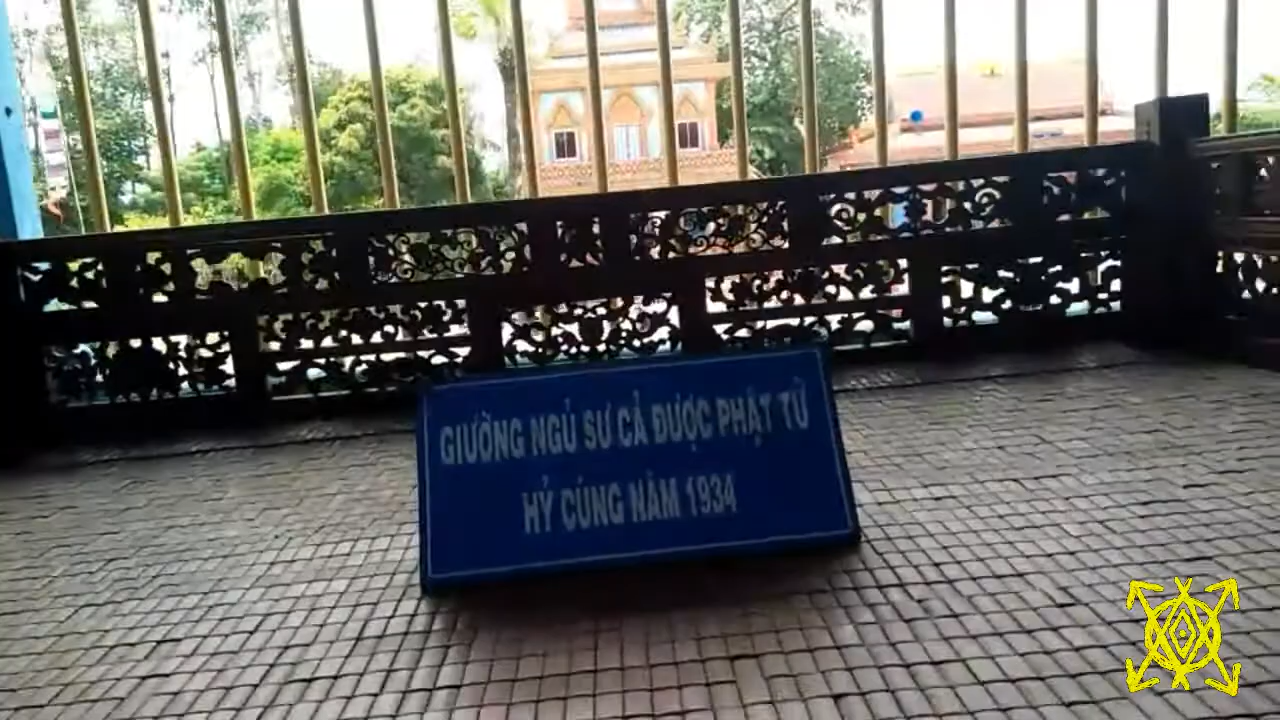 GIƯỜNG NGỦ SƯ CẢ ĐƯỢC PHẬT TỬ
HỶ CÚNG NĂM 1934